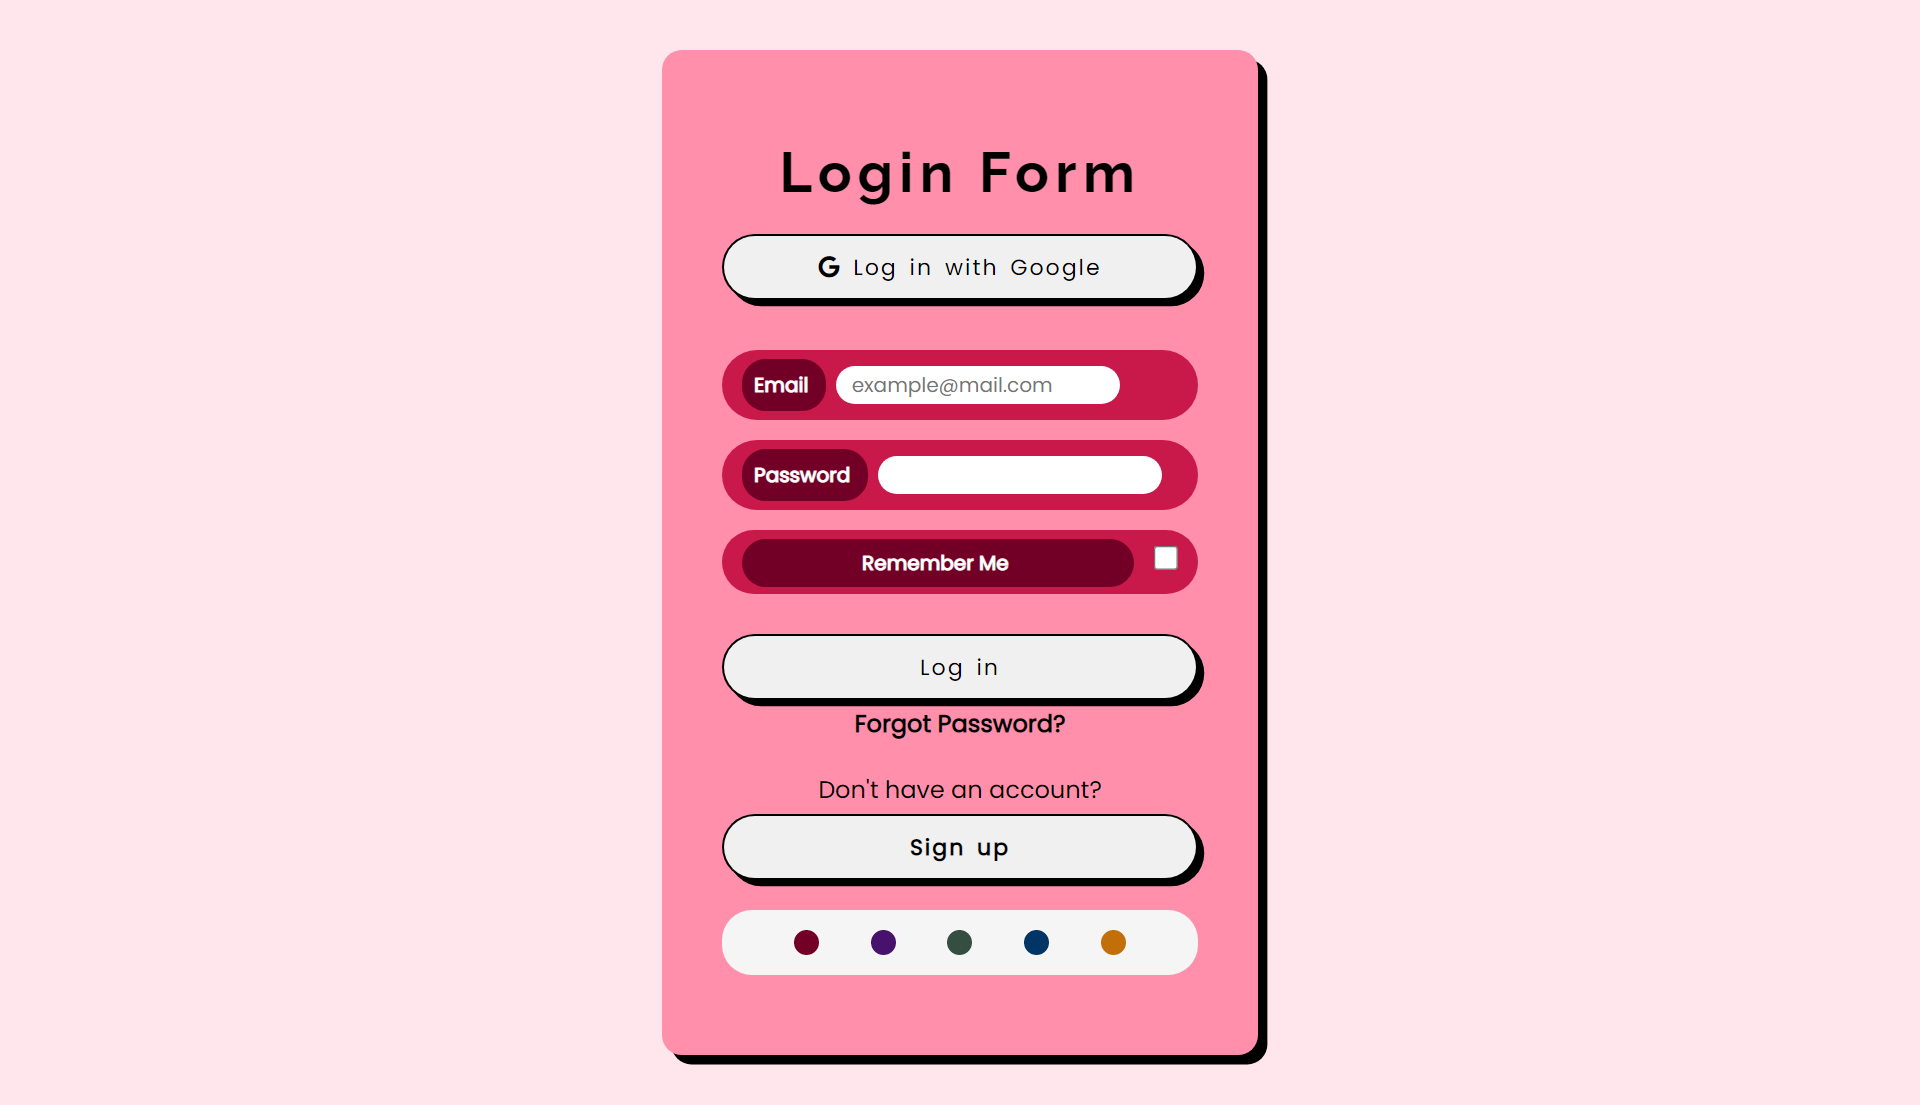 Login Form
Log in with Google
Email example@mail.com
Password
Remember Me
Log in
Forgot Password?
Don't have an account?
Sign up